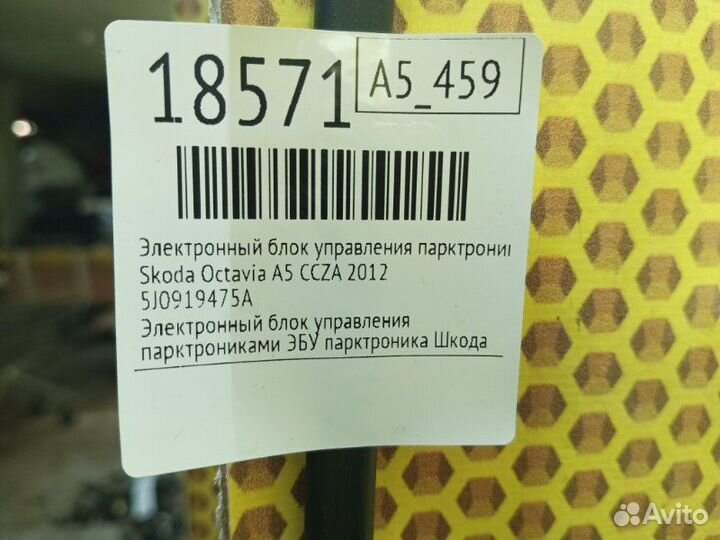 18571
A5_459
Электронный блок управления парктрони
Skoda Octavia A5 CCZA 2012
5J0919475A
Электронный блок управления
парктрониками ЭБУ парктроника Шкода
Avito